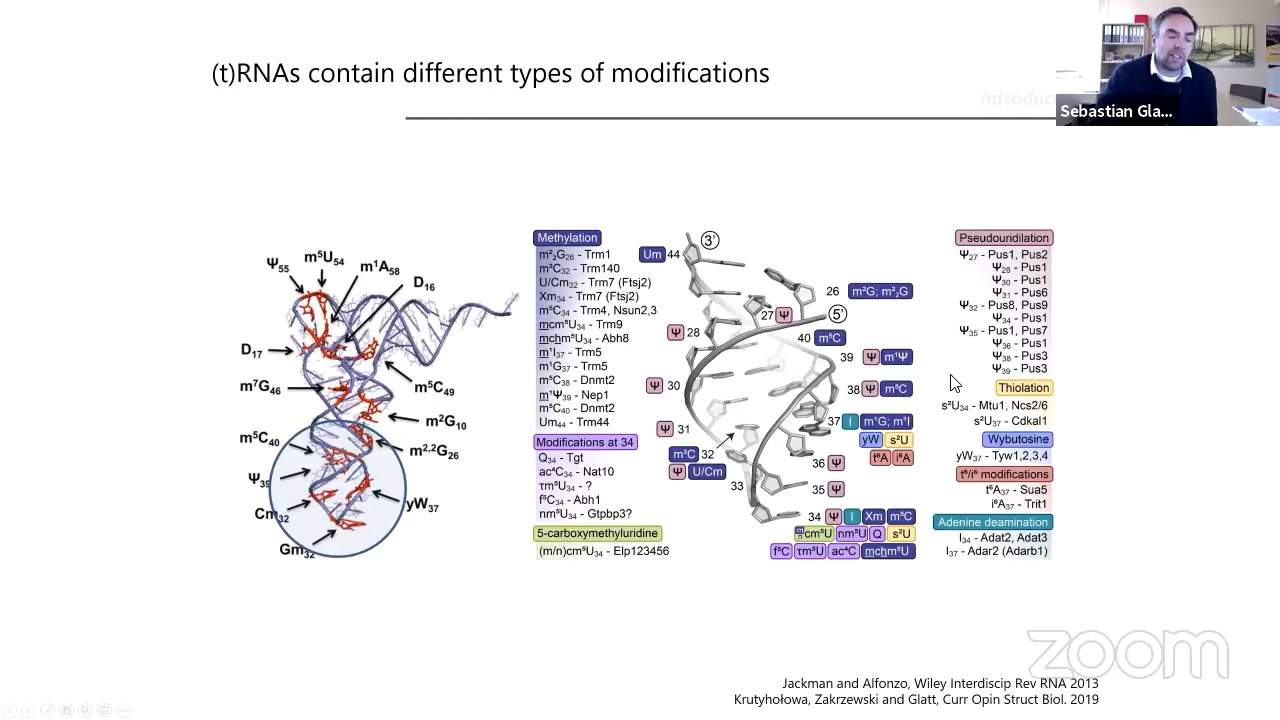 (t)RNAs contain different types of modifications
Sebastian Gla...
Ψ₅₅
m⁵U₅₄
m¹A₅₈
D₁₆
D₁₇
m⁷G₄₆
m⁵C₄₉
m²G₁₀
m⁵C₄₀
m²,²G₂₆
Ψ₃₉
Cm₃₂
yW₃₇
Gm₃₂
Methylation
m²₂G₂₆ - Trm1
m³C₃₂ - Trm140
U/Cm₃₂ - Trm7 (Ftsj2)
Xm₃₄ - Trm7 (Ftsj2)
m⁵C₃₄ - Trm4, Nsun2,3
mcm⁵U₃₄ - Trm9
mchm⁵U₃₄ - Abh8
m¹I₃₇ - Trm5
m¹G₃₇ - Trm5
m⁵C₃₈ - Dnmt2
m¹Ψ₃₉ - Nep1
m⁵C₄₀ - Dnmt2
Um₄₄ - Trm44
Modifications at 34
Q₃₄ - Tgt
ac⁴C₃₄ - Nat10
τm⁵U₃₄ - ?
f⁵C₃₄ - Abh1
nm⁵U₃₄ - Gtpbp3?
5-carboxymethyluridine
(m/n)cm⁵U₃₄ - Elp123456
Um 44
3'
26 m²G; m²₂G
27 Ψ
5'
Ψ 28
40 m⁵C
39 Ψ m¹Ψ
Ψ 30
38 Ψ m⁵C
Ψ 31
37 I m¹G; m¹I
yW s²U
t⁶A i⁶A
m³C 32
Ψ U/Cm
36 Ψ
33
35 Ψ
34 Ψ I Xm m⁵C
m n cm⁵U nm⁵U Q s²U
f⁵C τm⁵U ac⁴C mchm⁵U
Pseudouridilation
Ψ₂₇ - Pus1, Pus2
Ψ₂₈ - Pus1
Ψ₃₀ - Pus1
Ψ₃₁ - Pus6
Ψ₃₂ - Pus8, Pus9
Ψ₃₄ - Pus1
Ψ₃₅ - Pus1, Pus7
Ψ₃₆ - Pus1
Ψ₃₈ - Pus3
Ψ₃₉ - Pus3
Thiolation
s²U₃₄ - Mtu1, Ncs2/6
s²U₃₇ - Cdkal1
Wybutosine
yW₃₇ - Tyw1,2,3,4
t⁶/i⁶ modifications
t⁶A₃₇ - Sua5
i⁶A₃₇ - Trit1
Adenine deamination
I₃₄ - Adat2, Adat3
I₃₇ - Adar2 (Adarb1)
zoom
Jackman and Alfonzo, Wiley Interdiscip Rev RNA 2013
Krutyhołowa, Zakrzewski and Glatt, Curr Opin Struct Biol. 2019